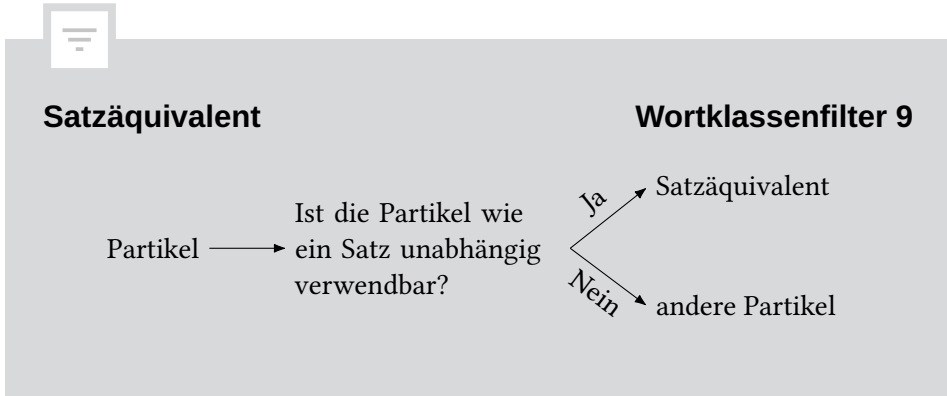 Satzäquivalent
Wortklassenfilter 9
Partikel
Ist die Partikel wie
ein Satz unabhängig
verwendbar?
Ja
Satzäquivalent
Nein
andere Partikel